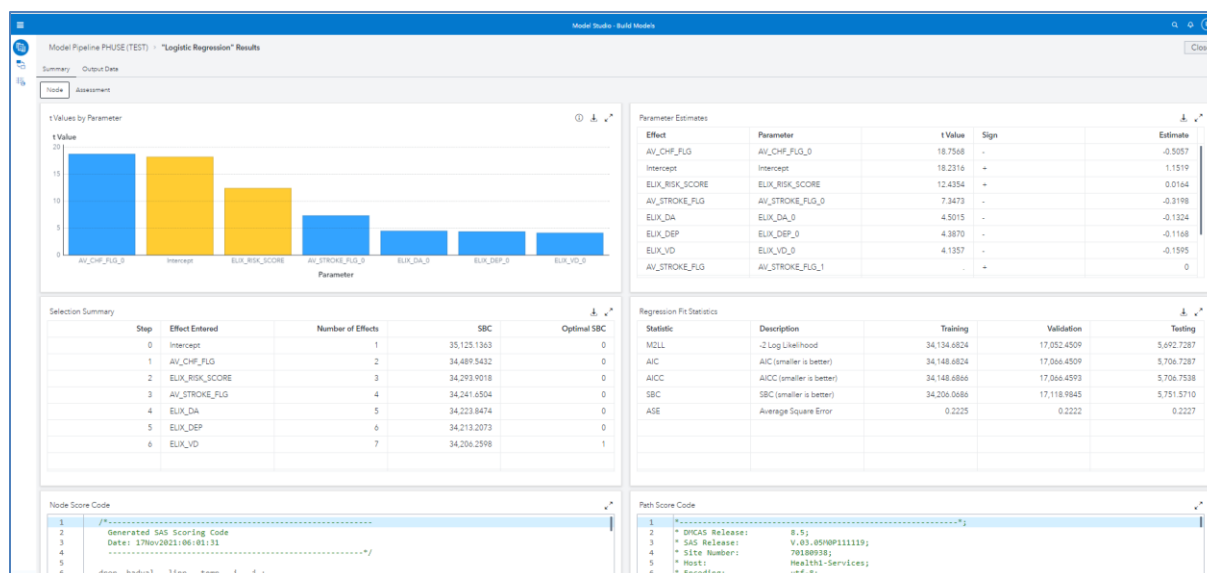 Model Studio - Build Models
Model Pipeline PHUSE (TEST) "Logistic Regression" Results
Summary Output Data
Node Assessment
t Values by Parameter
t Value
20
15
10
5
0
AV_CHF_FLG_0 Intercept ELIX_RISK_SCORE AV_STROKE_FLG_0 ELIX_DA_0 ELIX_DEP_0 ELIX_VD_0
Parameter
Parameter Estimates
Effect Parameter t Value Sign Estimate
AV_CHF_FLG AV_CHF_FLG_0 18.7568 - -0.5057
Intercept Intercept 18.2316 + 1.1519
ELIX_RISK_SCORE ELIX_RISK_SCORE 12.4354 + 0.0164
AV_STROKE_FLG AV_STROKE_FLG_0 7.3473 - -0.3198
ELIX_DA ELIX_DA_0 4.5015 - -0.1324
ELIX_DEP ELIX_DEP_0 4.3870 - -0.1168
ELIX_VD ELIX_VD_0 4.1357 - -0.1595
AV_STROKE_FLG AV_STROKE_FLG_1 . + 0
Selection Summary
Step Effect Entered Number of Effects SBC Optimal SBC
0 Intercept 1 35,125.1363 0
1 AV_CHF_FLG 2 34,489.5432 0
2 ELIX_RISK_SCORE 3 34,293.9018 0
3 AV_STROKE_FLG 4 34,241.6504 0
4 ELIX_DA 5 34,223.8474 0
5 ELIX_DEP 6 34,213.2073 0
6 ELIX_VD 7 34,206.2598 1
Regression Fit Statistics
Statistic Description Training Validation Testing
M2LL -2 Log Likelihood 34,134.6824 17,052.4509 5,692.7287
AIC AIC (smaller is better) 34,148.6824 17,066.4509 5,706.7287
AICC AICC (smaller is better) 34,148.6866 17,066.4593 5,706.7538
SBC SBC (smaller is better) 34,206.0686 17,118.9845 5,751.5710
ASE Average Square Error 0.2225 0.2222 0.2227
Node Score Code
1 /*------------------------------------------------------------
2 Generated SAS Scoring Code
3 Date: 17Nov2021:06:01:31
4 -------------------------------------------------------*/
5
Path Score Code
1 *------------------------------------------------------------*;
2 * DMCAS Release: 8.5;
3 * SAS Release: V.03.05M0P111119;
4 * Site Number: 70180938;
5 * Host: Health1-Services;